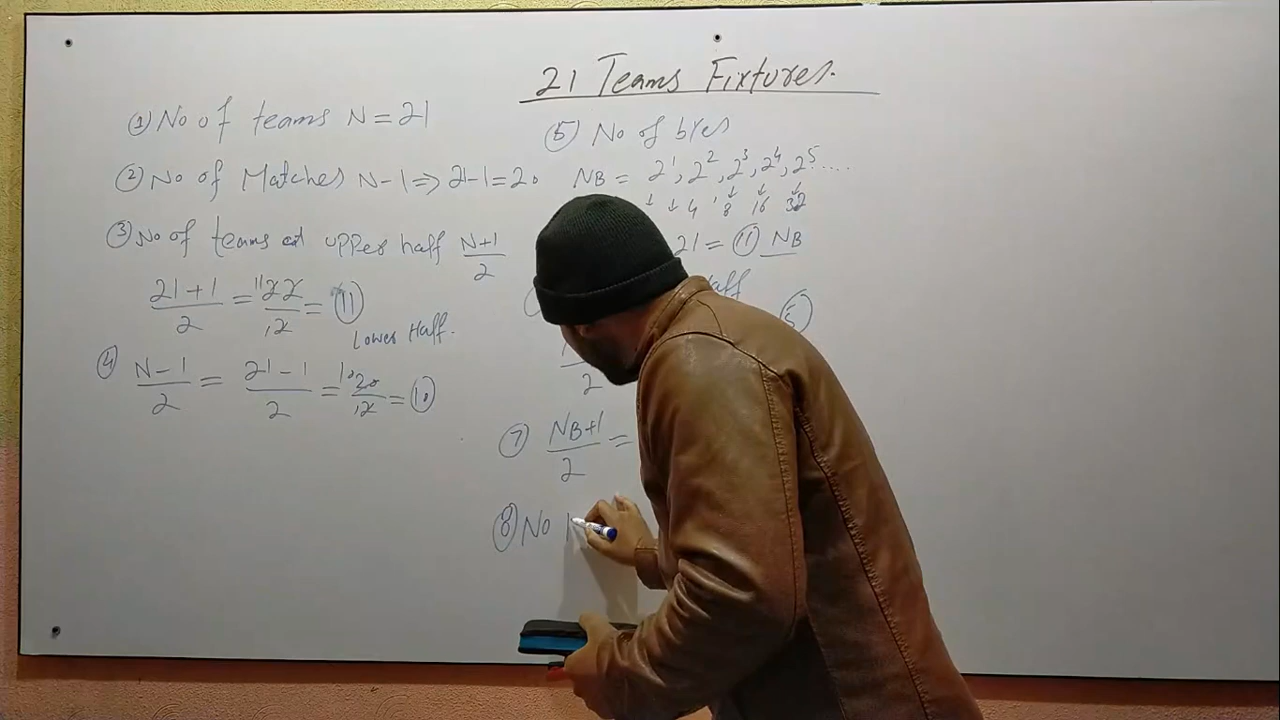 21 Teams Fixtures.
① No of teams N = 21
② No of Matches N-1 ⇒ 21-1 = 20
③ No of teams at upper half N+1/2
21+1/2 = 11 22/2 = ⑪
Lower Half.
④ N-1/2 = 21-1/2 = 10 20/2 = ⑩
⑤ No of byes
NB = 2¹, 2², 2³, 2⁴, 2⁵.....
↓ ↓ 4 ↓ 8 ↓ 16 ↓ 32
21 = ⑪ NB
Half
⑤
2
⑦ NB+1/2 =
⑧ No